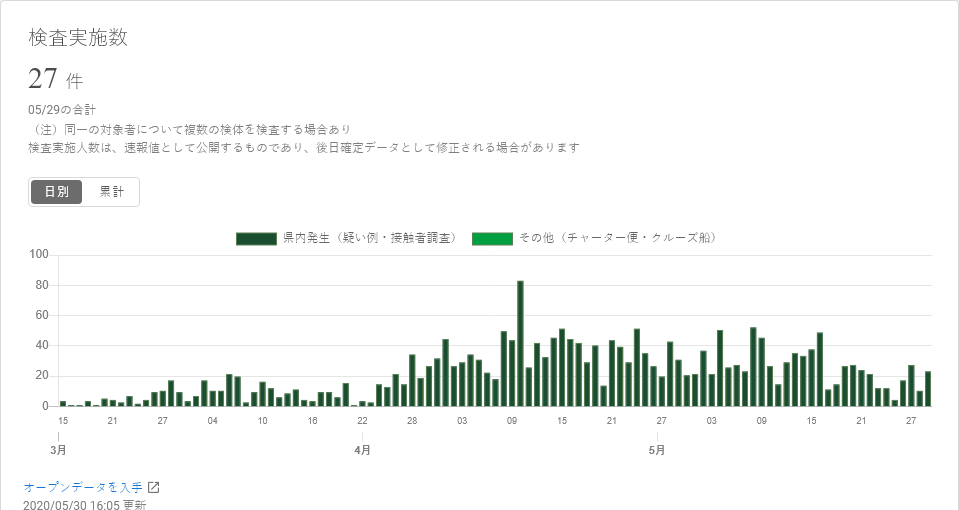 検査実施数
27 件
05/29の合計
（注）同一の対象者について複数の検体を検査する場合あり
検査実施人数は、速報値として公開するものであり、後日確定データとして修正される場合があります
日別 累計
県内発生（疑い例・接触者調査） その他（チャーター便・クルーズ船）
100
80
60
40
20
0
15 21 27 04 10 16 22 28 03 09 15 21 27 03 09 15 21 27
3月 4月 5月
オープンデータを入手
2020/05/30 16:05 更新